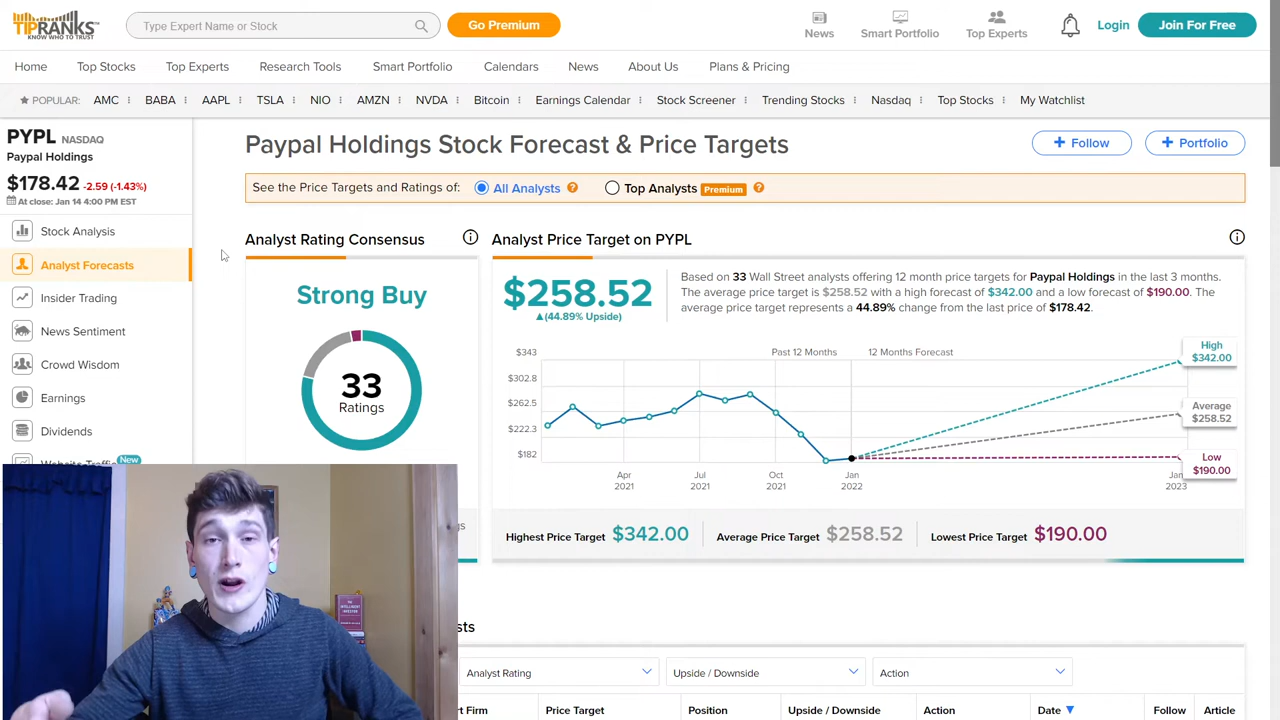 TIPRANKS
KNOW WHO TO TRUST
Type Expert Name or Stock
Go Premium
News
Smart Portfolio
Top Experts
Login
Join For Free
Home
Top Stocks
Top Experts
Research Tools
Smart Portfolio
Calendars
News
About Us
Plans & Pricing
★ POPULAR: AMC BABA AAPL TSLA NIO AMZN NVDA Bitcoin Earnings Calendar Stock Screener Trending Stocks Nasdaq Top Stocks My Watchlist
PYPL NASDAQ
Paypal Holdings
$178.42 -2.59 (-1.43%)
At close: Jan 14 4:00 PM EST
Stock Analysis
Analyst Forecasts
Insider Trading
News Sentiment
Crowd Wisdom
Earnings
Dividends
New
Paypal Holdings Stock Forecast & Price Targets
+ Follow
+ Portfolio
See the Price Targets and Ratings of: All Analysts ? Top Analysts Premium ?
Analyst Rating Consensus
Strong Buy
33
Ratings
Analyst Price Target on PYPL
$258.52
▲(44.89% Upside)
Based on 33 Wall Street analysts offering 12 month price targets for Paypal Holdings in the last 3 months.
The average price target is $258.52 with a high forecast of $342.00 and a low forecast of $190.00. The
average price target represents a 44.89% change from the last price of $178.42.
Past 12 Months
12 Months Forecast
$343
$302.8
$262.5
$222.3
$182
High
$342.00
Average
$258.52
Low
$190.00
Apr
2021
Jul
2021
Oct
2021
Jan
2022
2023
Highest Price Target $342.00
Average Price Target $258.52
Lowest Price Target $190.00
Analyst Rating
Upside / Downside
Action
Firm
Price Target
Position
Upside / Downside
Action
Date ▼
Follow
Article